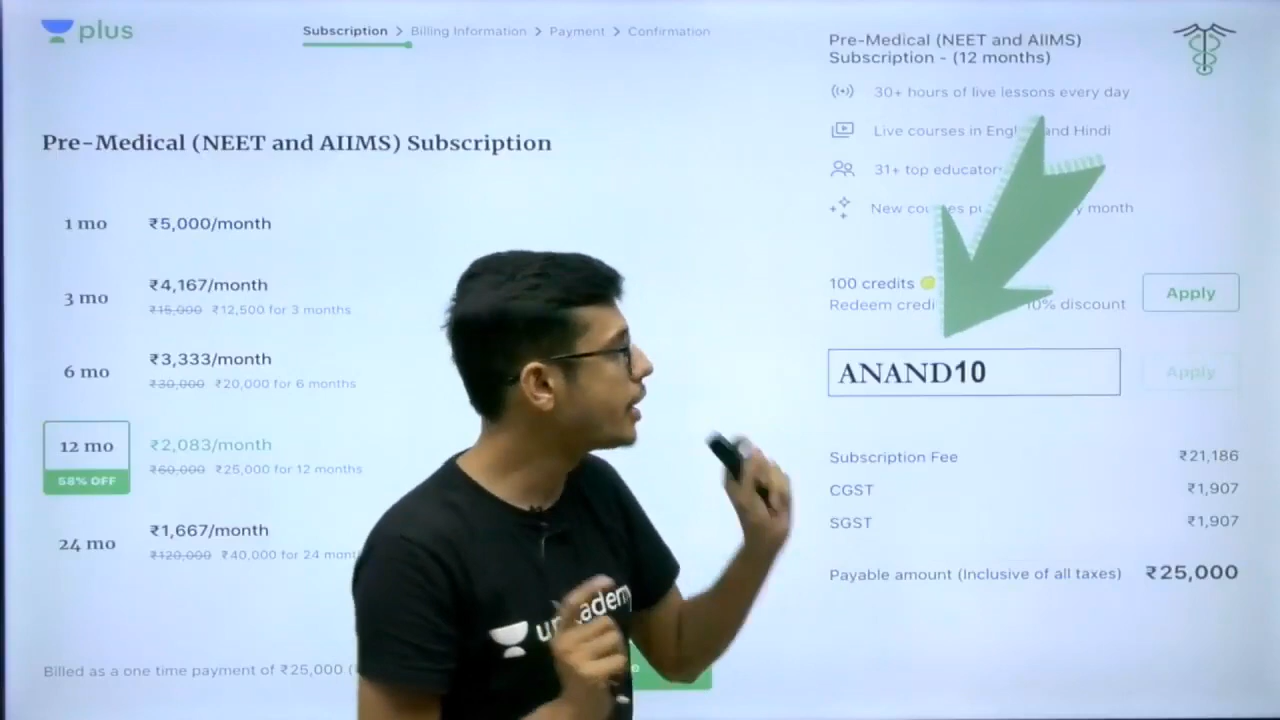 plus
Subscription > Billing Information > Payment > Confirmation
Pre-Medical (NEET and AIIMS) Subscription
1 mo ₹5,000/month
3 mo ₹4,167/month
₹15,000 ₹12,500 for 3 months
6 mo ₹3,333/month
₹30,000 ₹20,000 for 6 months
12 mo ₹2,083/month
58% OFF ₹60,000 ₹25,000 for 12 months
24 mo ₹1,667/month
₹120,000 ₹40,000 for 24
Billed as a one time payment of ₹25,000
Pre-Medical (NEET and AIIMS)
Subscription - (12 months)
30+ hours of live lessons every day
Live courses in and Hindi
31+ top
New month
100 credits
Redeem 10% discount
Apply
ANAND10
Apply
Subscription Fee ₹21,186
CGST ₹1,907
SGST ₹1,907
Payable amount (Inclusive of all taxes) ₹25,000